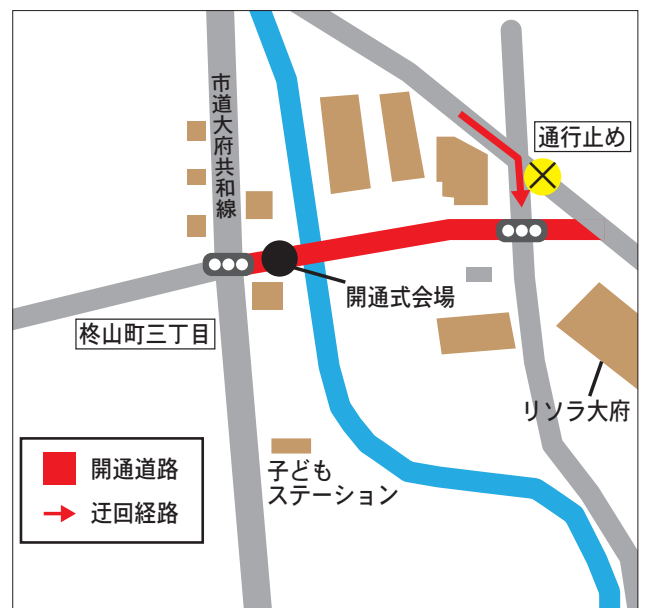 市道大府共和線
通行止め
開通式会場
柊山町三丁目
リソラ大府
子ども
ステーション
開通道路
迂回経路